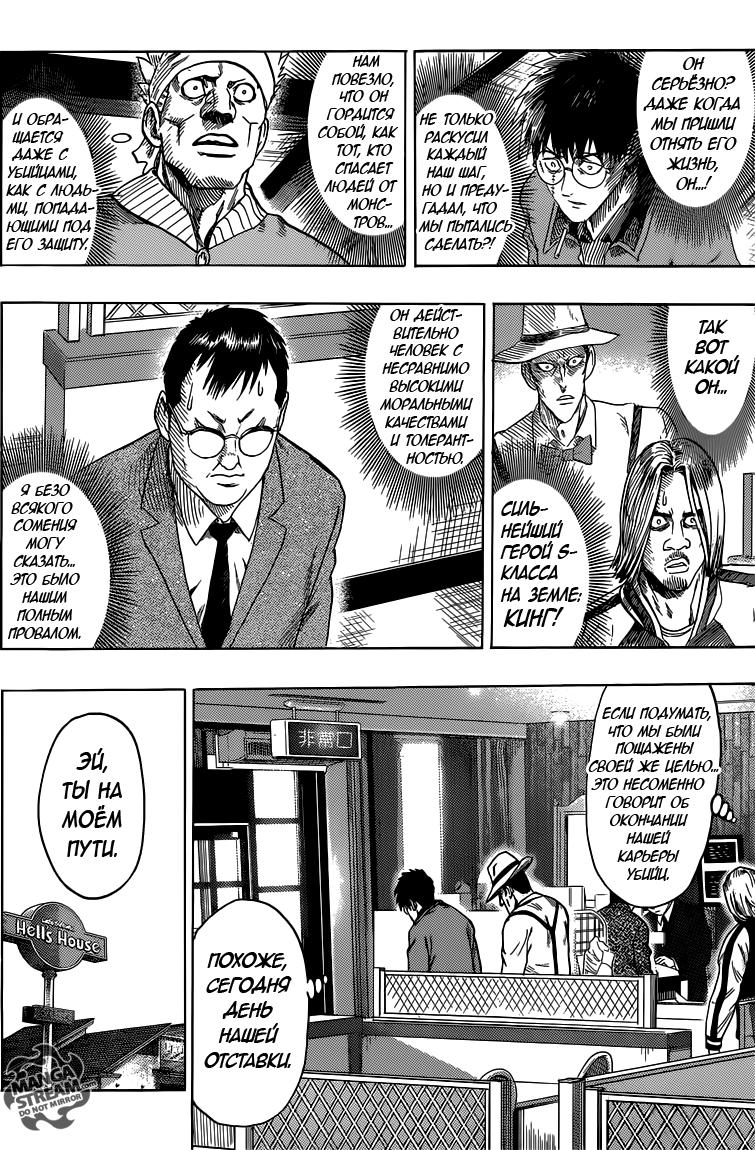 ОН
СЕРЬЁЗНО?
ДАЖЕ КОГДА
МЫ ПРИШЛИ
ОТНЯТЬ ЕГО
ЖИЗНЬ,
ОН...!
НЕ ТОЛЬКО
РАСКУСИЛ
КАЖДЫЙ
НАШ ШАГ,
НО И ПРЕДУ-
ГАДАЛ, ЧТО
МЫ ПЫТАЛИСЬ
СДЕЛАТЬ?!
НАМ
ПОВЕЗЛО,
ЧТО ОН
ГОРДИТСЯ
СОБОЙ, КАК
ТОТ, КТО
СПАСАЕТ
ЛЮДЕЙ ОТ
МОНС-
ТРОВ...
И ОБРА-
ЩАЕТСЯ
ДАЖЕ С
УБИЙЦАМИ,
КАК С ЛЮДЬ-
МИ, ПОПАДА-
ЮЩИМИ ПОД
ЕГО ЗАЩИТУ.
ТАК
ВОТ
КАКОЙ
ОН...
СИЛЬ-
НЕЙШИЙ
ГЕРОЙ S-
КЛАССА
НА ЗЕМЛЕ:
КИНГ!
ОН ДЕЙСТ-
ВИТЕЛЬНО
ЧЕЛОВЕК С
НЕСРАВНИМО
ВЫСОКИМИ
МОРАЛЬНЫМИ
КАЧЕСТВАМИ
И ТОЛЕРАНТ-
НОСТЬЮ.
Я БЕЗО
ВСЯКОГО
СОМЕНИЯ
МОГУ
СКАЗАТЬ...
ЭТО БЫЛО
НАШИМ
ПОЛНЫМ
ПРОВАЛОМ.
ЕСЛИ ПОДУМАТЬ,
ЧТО МЫ БЫЛИ
ПОЩАЖЕНЫ
СВОЕЙ ЖЕ ЦЕЛЬЮ...
ЭТО НЕСОМЕННО
ГОВОРИТ ОБ
ОКОНЧАНИИ
НАШЕЙ
КАРЬЕРЫ
УБИЙЦ.
非常口
ПОХОЖЕ,
СЕГОДНЯ
ДЕНЬ
НАШЕЙ
ОТСТАВКИ.
ЭЙ,
ТЫ НА
МОЁМ
ПУТИ.
Hell's House
MANGA
STREAM.com
DO NOT MIRROR!